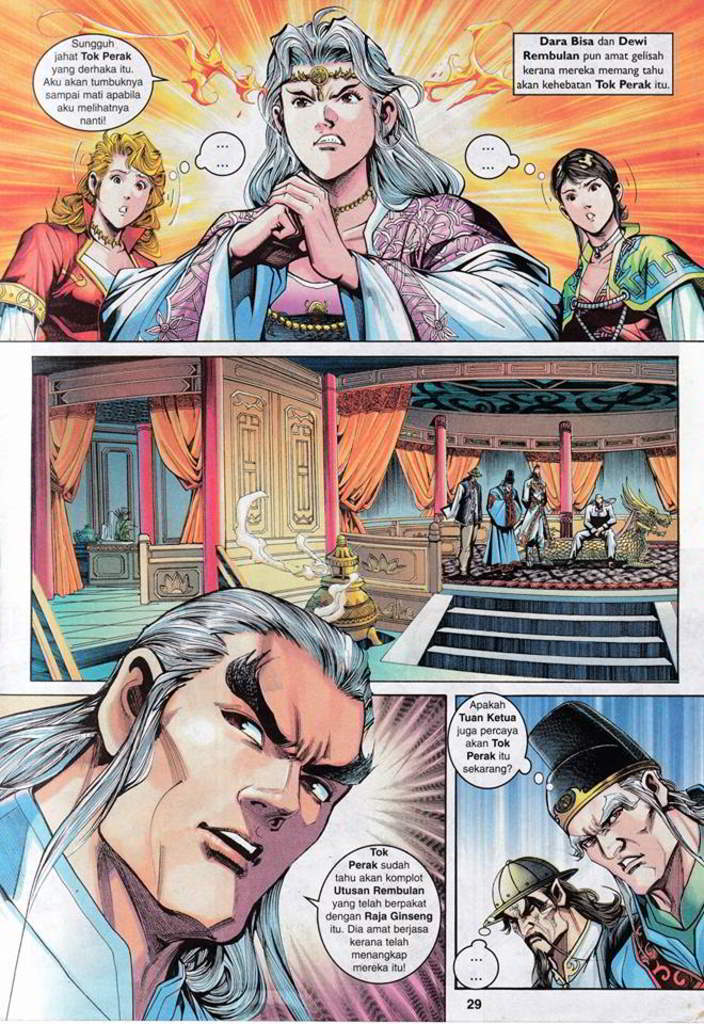 Sungguh
jahat Tok Perak
yang derhaka itu.
Aku akan tumbuknya
sampai mati apabila
aku melihatnya
nanti!
...
...
...
...
Dara Bisa dan Dewi
Rembulan pun amat gelisah
kerana mereka memang tahu
akan kehebatan Tok Perak itu.
Tok
Perak sudah
tahu akan komplot
Utusan Rembulan
yang telah berpakat
dengan Raja Ginseng
itu. Dia amat berjasa
kerana telah
menangkap
mereka itu!
Apakah
Tuan Ketua
juga percaya
akan Tok
Perak itu
sekarang?
...
...
29